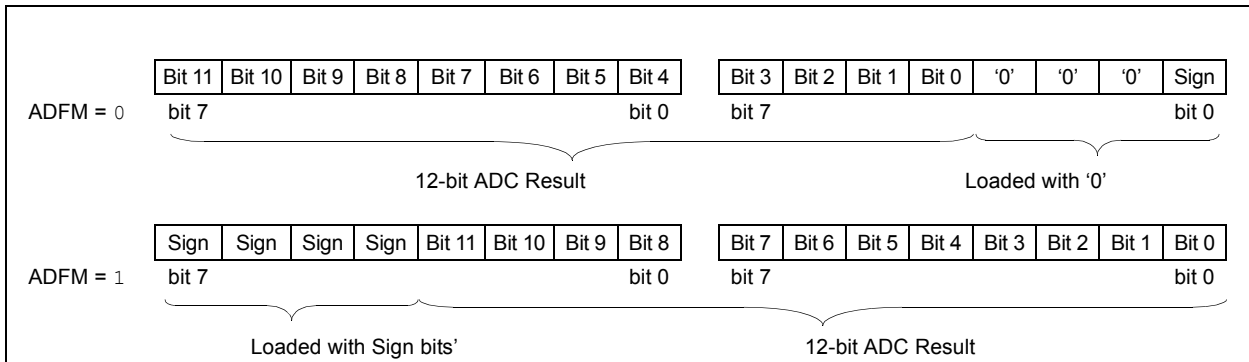 Bit 11 Bit 10 Bit 9 Bit 8 Bit 7 Bit 6 Bit 5 Bit 4 Bit 3 Bit 2 Bit 1 Bit 0 ‘0’ ‘0’ ‘0’ Sign
ADFM = 0 bit 7 bit 0 bit 7 bit 0
12-bit ADC Result Loaded with ‘0’
Sign Sign Sign Sign Bit 11 Bit 10 Bit 9 Bit 8 Bit 7 Bit 6 Bit 5 Bit 4 Bit 3 Bit 2 Bit 1 Bit 0
ADFM = 1 bit 7 bit 0 bit 7 bit 0
Loaded with Sign bits’ 12-bit ADC Result